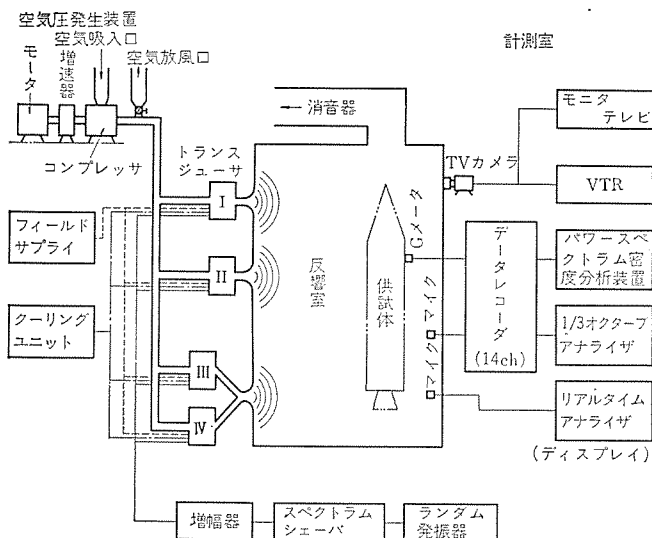 空気圧発生装置
空気吸入口
空気放風口
モーター
増速器
コンプレッサ
計測室
消音器
モニタ
テレビ
TVカメラ
VTR
トランス
ジューサ
I
II
III
IV
フィールド
サプライ
クーリング
ユニット
反響室
供試体
Gメータ
マイク
マイク
データレコーダ
(14ch)
パワースペ
クトラム密
度分析装置
1/3オクターブ
アナライザ
リアルタイム
アナライザ
(ディスプレイ)
増幅器
スペクトラム
シェーパ
ランダム
発振器